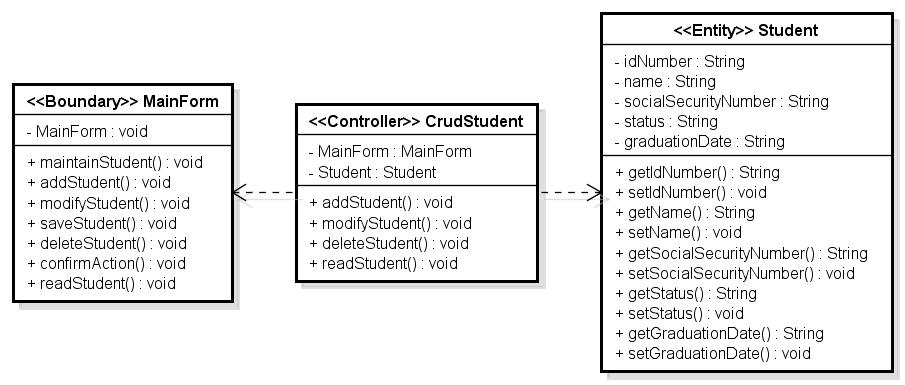 <<Boundary>> MainForm
- MainForm : void
+ maintainStudent() : void
+ addStudent() : void
+ modifyStudent() : void
+ saveStudent() : void
+ deleteStudent() : void
+ confirmAction() : void
+ readStudent() : void
<<Controller>> CrudStudent
- MainForm : MainForm
- Student : Student
+ addStudent() : void
+ modifyStudent() : void
+ deleteStudent() : void
+ readStudent() : void
<<Entity>> Student
- idNumber : String
- name : String
- socialSecurityNumber : String
- status : String
- graduationDate : String
+ getIdNumber() : String
+ setIdNumber() : void
+ getName() : String
+ setName() : void
+ getSocialSecurityNumber() : String
+ setSocialSecurityNumber() : void
+ getStatus() : String
+ setStatus() : void
+ getGraduationDate() : String
+ setGraduationDate() : void